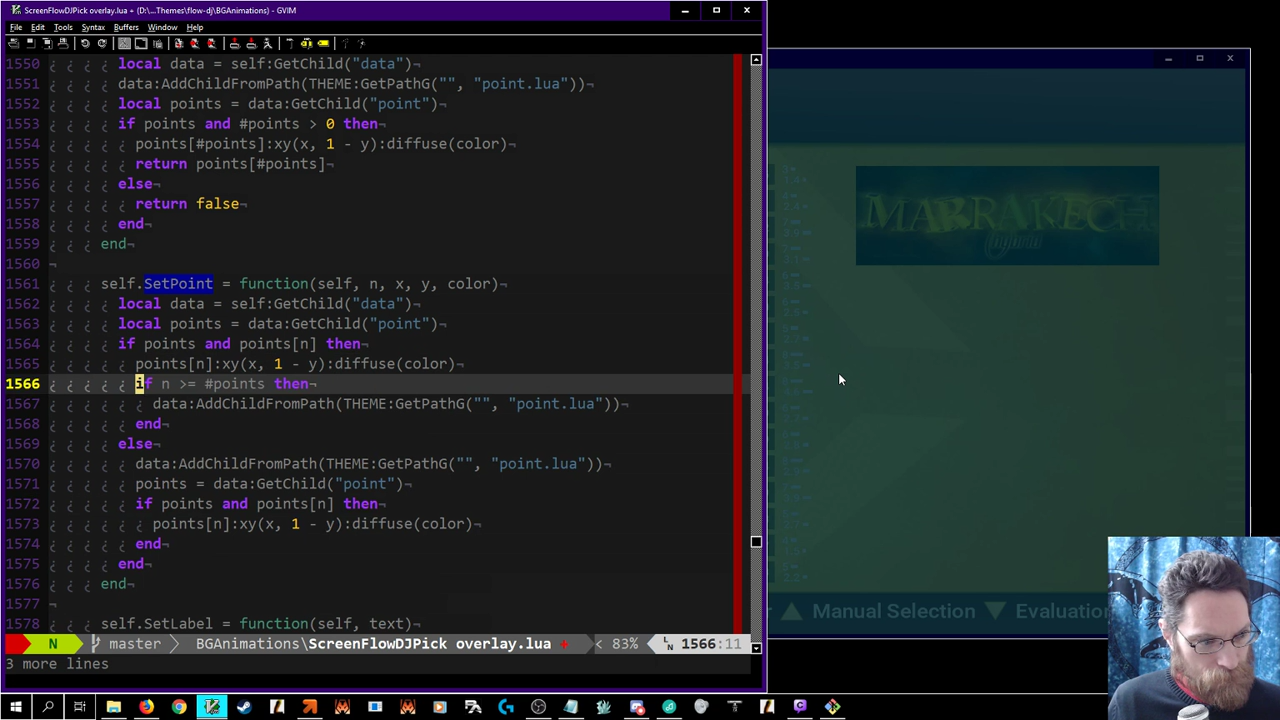 ScreenFlowDJPick overlay.lua + (D:\...Themes\flow-dj\BGAnimations) - GVIM
File Edit Tools Syntax Buffers Window Help
1550 ¿ ¿ ¿ ¿ local data = self:GetChild("data")¬
1551 ¿ ¿ ¿ ¿ data:AddChildFromPath(THEME:GetPathG("", "point.lua"))¬
1552 ¿ ¿ ¿ ¿ local points = data:GetChild("point")¬
1553 ¿ ¿ ¿ ¿ if points and #points > 0 then¬
1554 ¿ ¿ ¿ ¿ ¿ points[#points]:xy(x, 1 - y):diffuse(color)¬
1555 ¿ ¿ ¿ ¿ ¿ return points[#points]¬
1556 ¿ ¿ ¿ ¿ else¬
1557 ¿ ¿ ¿ ¿ ¿ return false¬
1558 ¿ ¿ ¿ ¿ end¬
1559 ¿ ¿ ¿ end¬
1560 ¬
1561 ¿ ¿ ¿ self.SetPoint = function(self, n, x, y, color)¬
1562 ¿ ¿ ¿ ¿ local data = self:GetChild("data")¬
1563 ¿ ¿ ¿ ¿ local points = data:GetChild("point")¬
1564 ¿ ¿ ¿ ¿ if points and points[n] then¬
1565 ¿ ¿ ¿ ¿ ¿ points[n]:xy(x, 1 - y):diffuse(color)¬
1566 ¿ ¿ ¿ ¿ ¿ if n >= #points then¬
1567 ¿ ¿ ¿ ¿ ¿ ¿ data:AddChildFromPath(THEME:GetPathG("", "point.lua"))¬
1568 ¿ ¿ ¿ ¿ ¿ end¬
1569 ¿ ¿ ¿ ¿ else¬
1570 ¿ ¿ ¿ ¿ ¿ data:AddChildFromPath(THEME:GetPathG("", "point.lua"))¬
1571 ¿ ¿ ¿ ¿ ¿ points = data:GetChild("point")¬
1572 ¿ ¿ ¿ ¿ ¿ if points and points[n] then¬
1573 ¿ ¿ ¿ ¿ ¿ ¿ points[n]:xy(x, 1 - y):diffuse(color)¬
1574 ¿ ¿ ¿ ¿ ¿ end¬
1575 ¿ ¿ ¿ ¿ end¬
1576 ¿ ¿ ¿ end¬
1577 ¬
1578 ¿ ¿ ¿ self.SetLabel = function(self, text)¬
N master BGAnimations\ScreenFlowDJPick overlay.lua + < 83% 1566:11
3 more lines
MARRAKECH
Manual Selection Evaluation